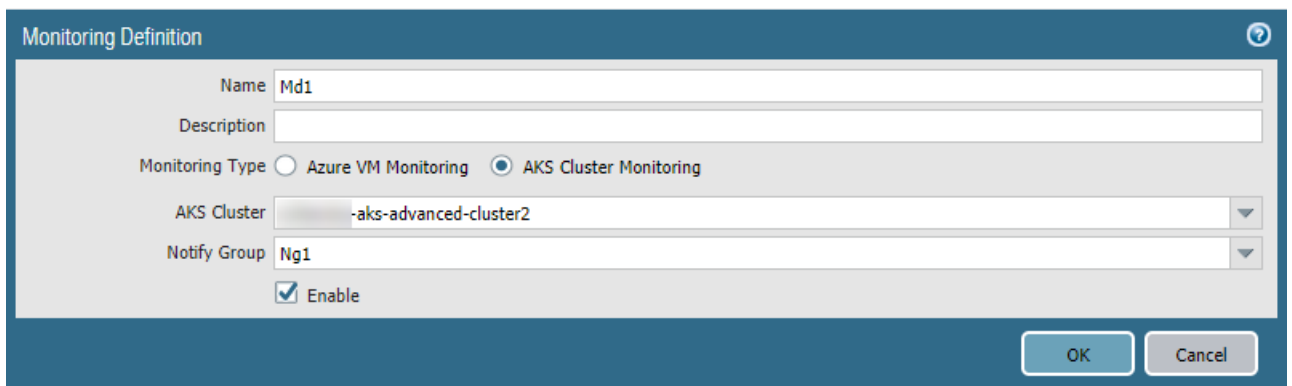 Monitoring Definition ?
Name Md1
Description
Monitoring Type Azure VM Monitoring AKS Cluster Monitoring
AKS Cluster -aks-advanced-cluster2
Notify Group Ng1
Enable
OK Cancel